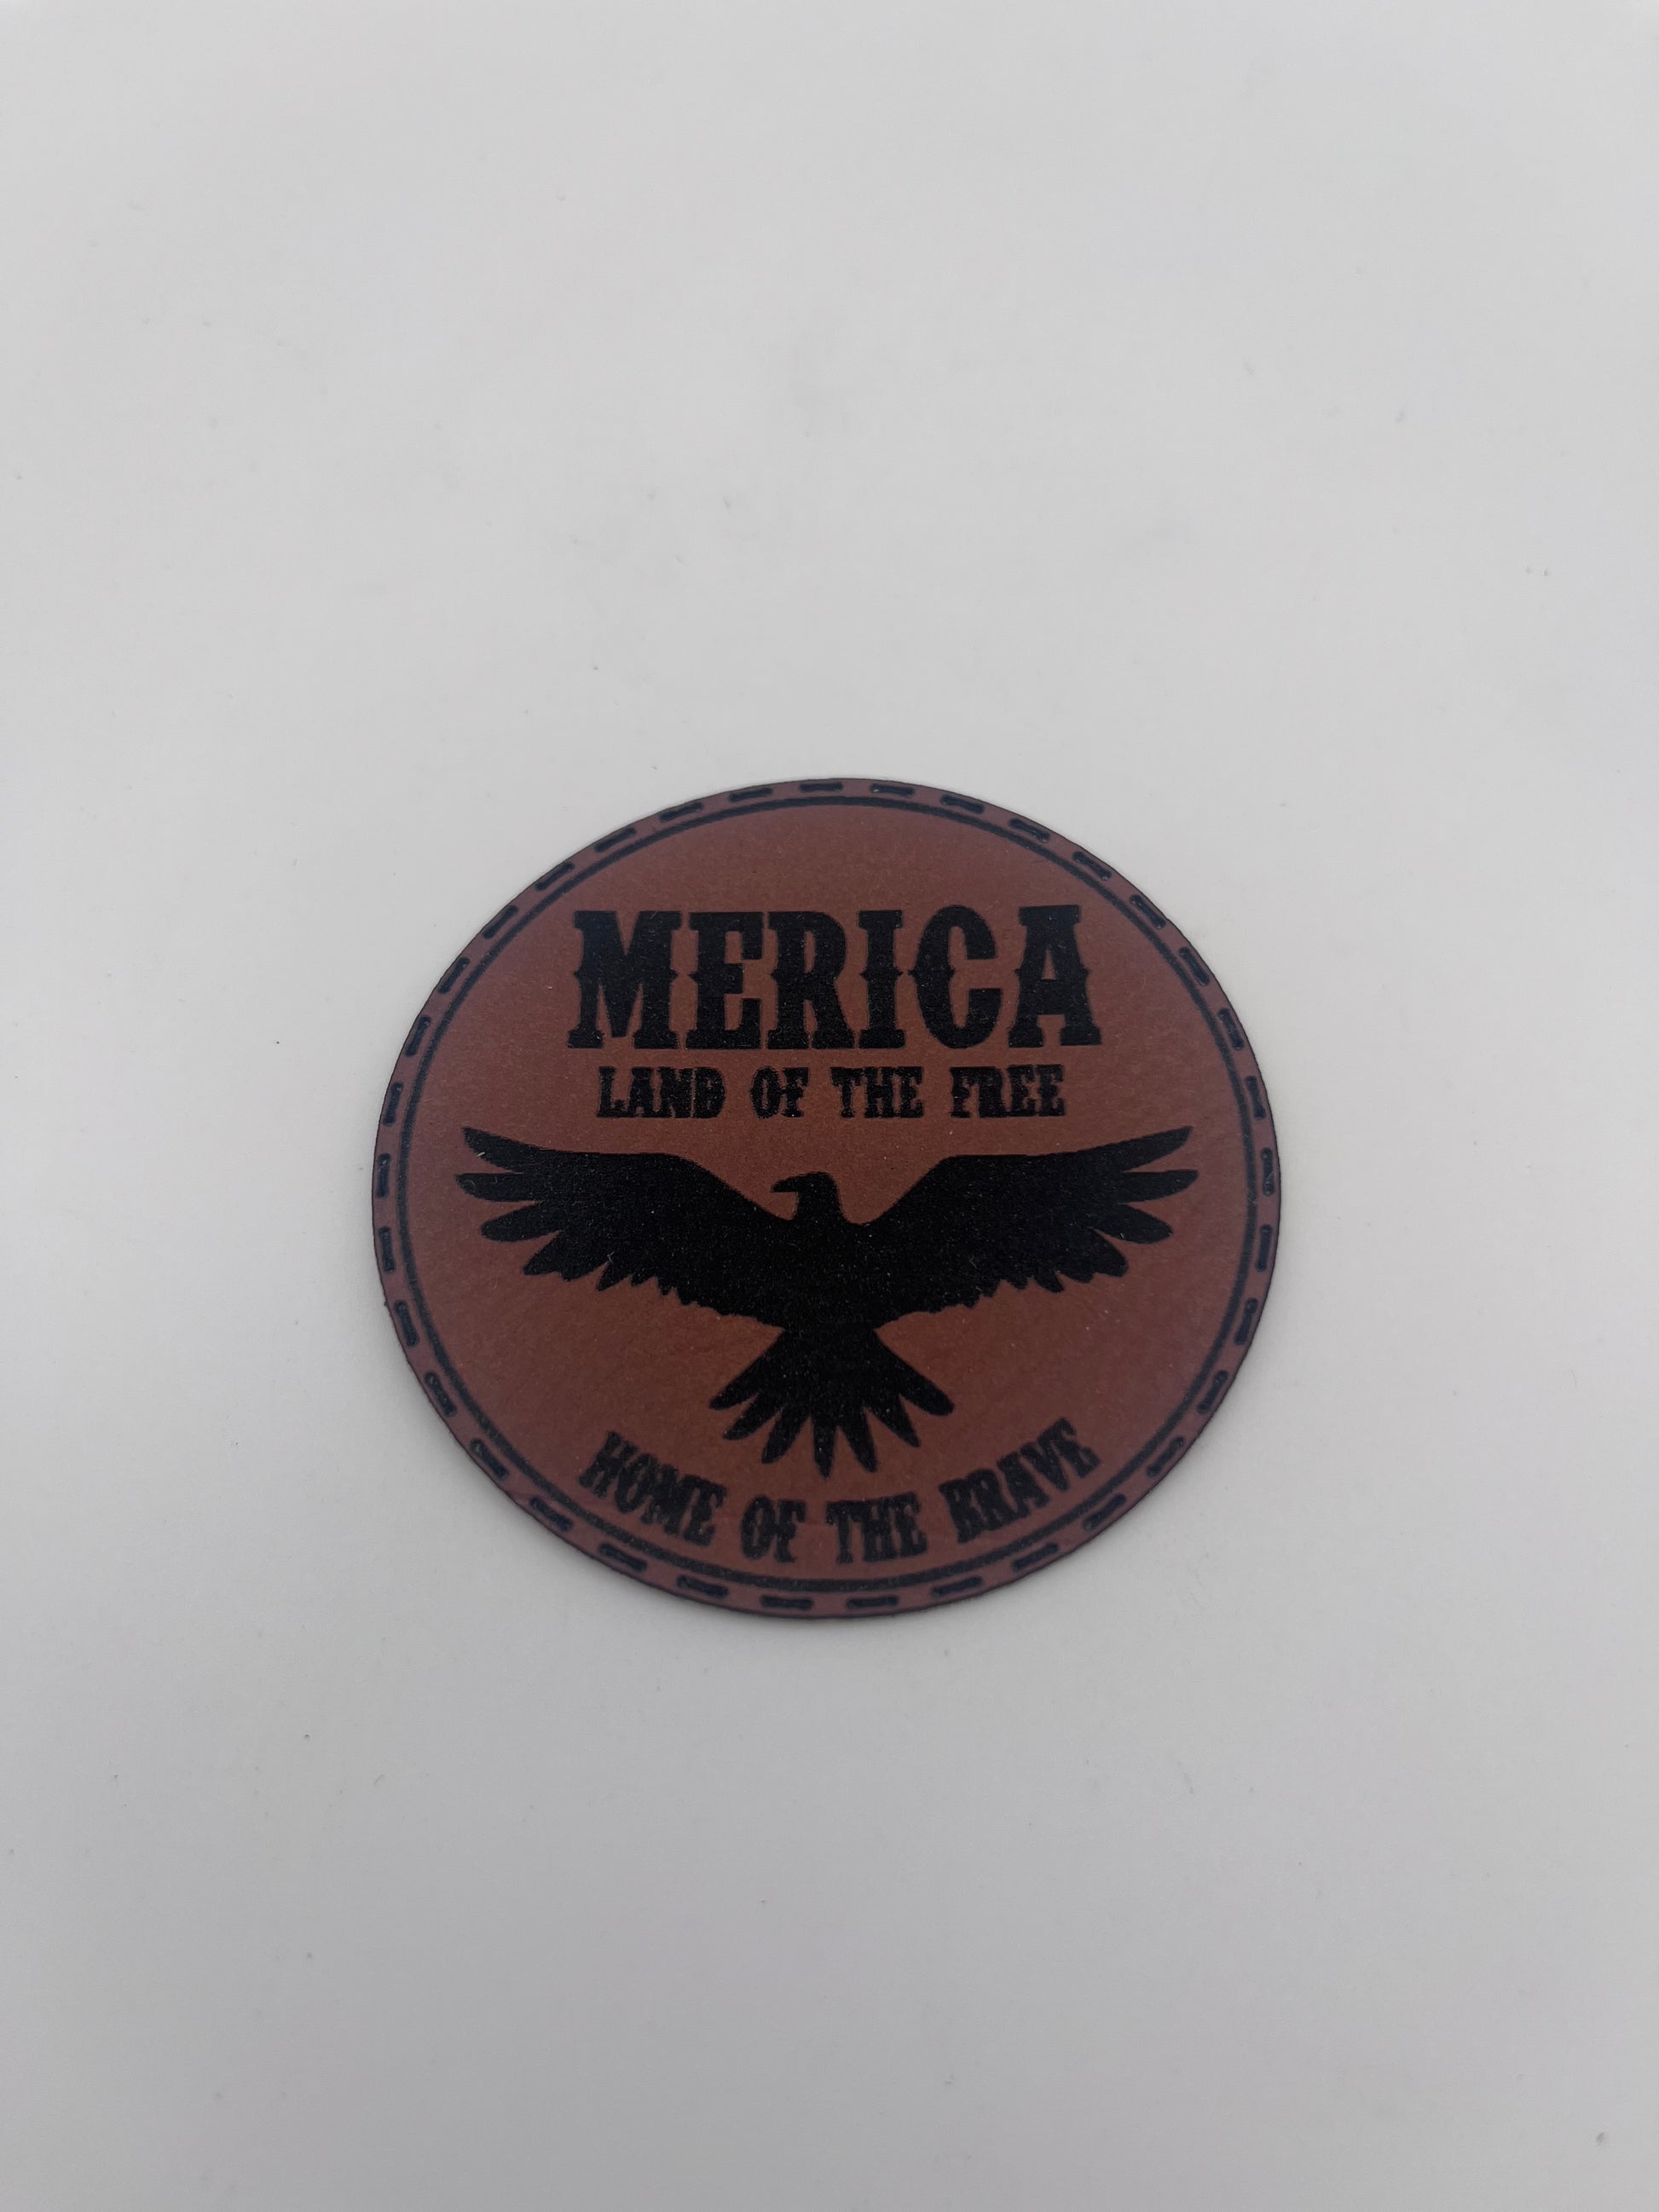 MERICA
LAND OF THE FREE
HOME OF THE BRAVE